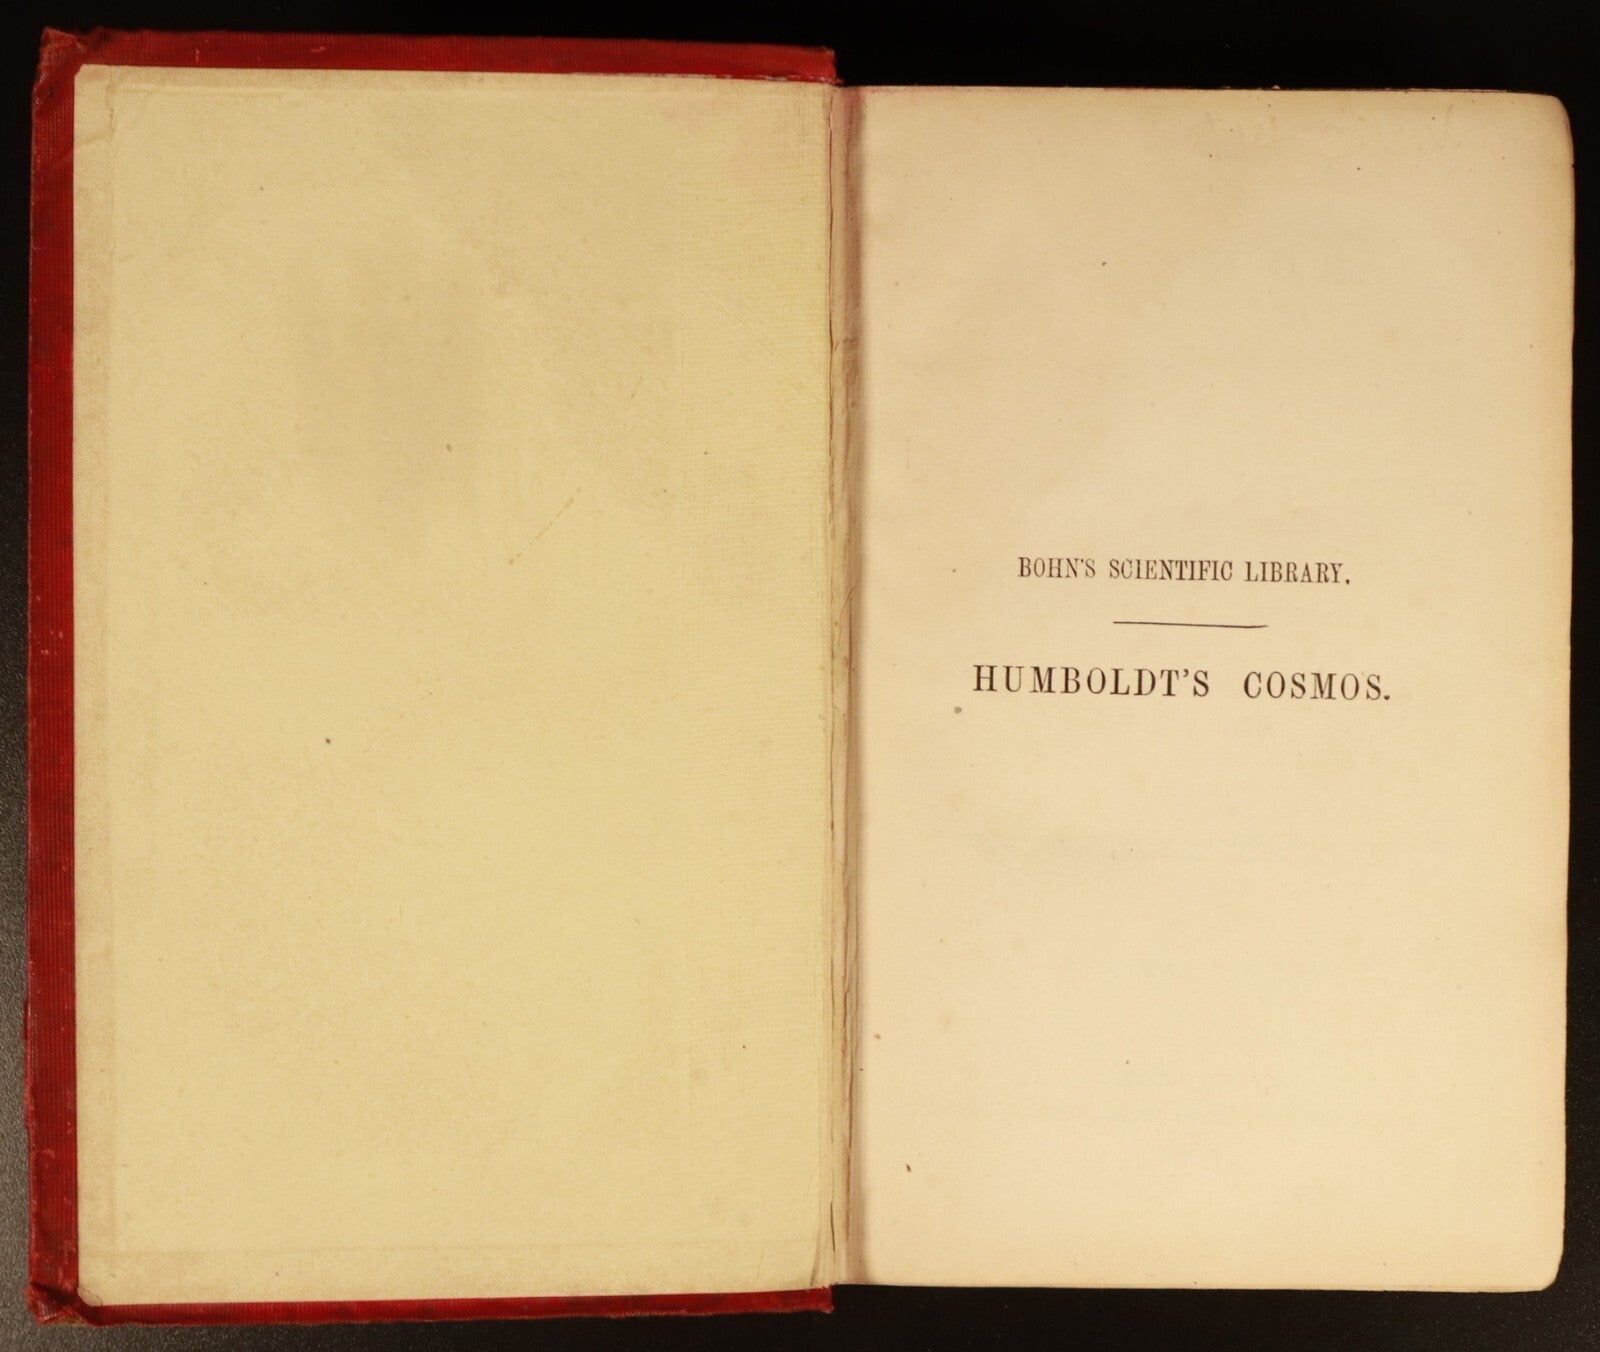 BOHN'S SCIENTIFIC LIBRARY.
HUMBOLDT'S COSMOS.